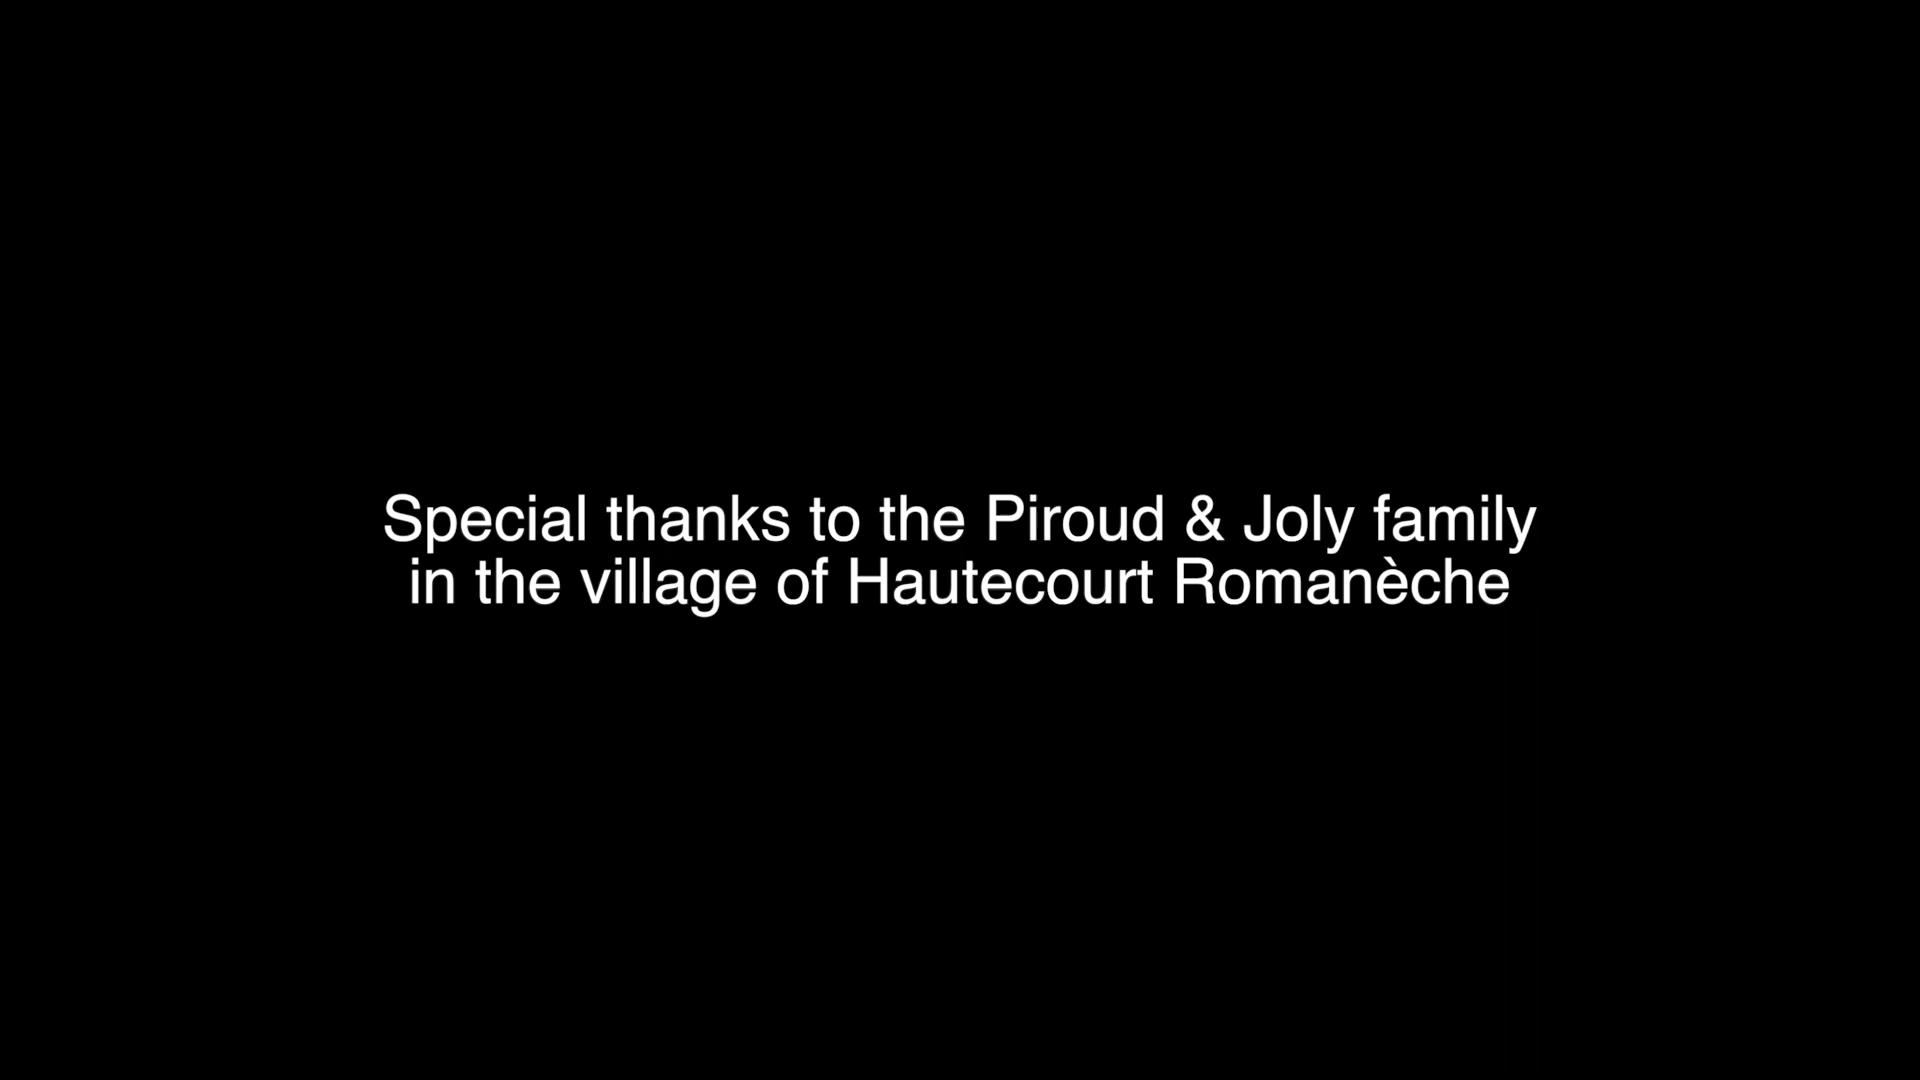 Special thanks to the Piroud & Joly family
in the village of Hautecourt Romanèche